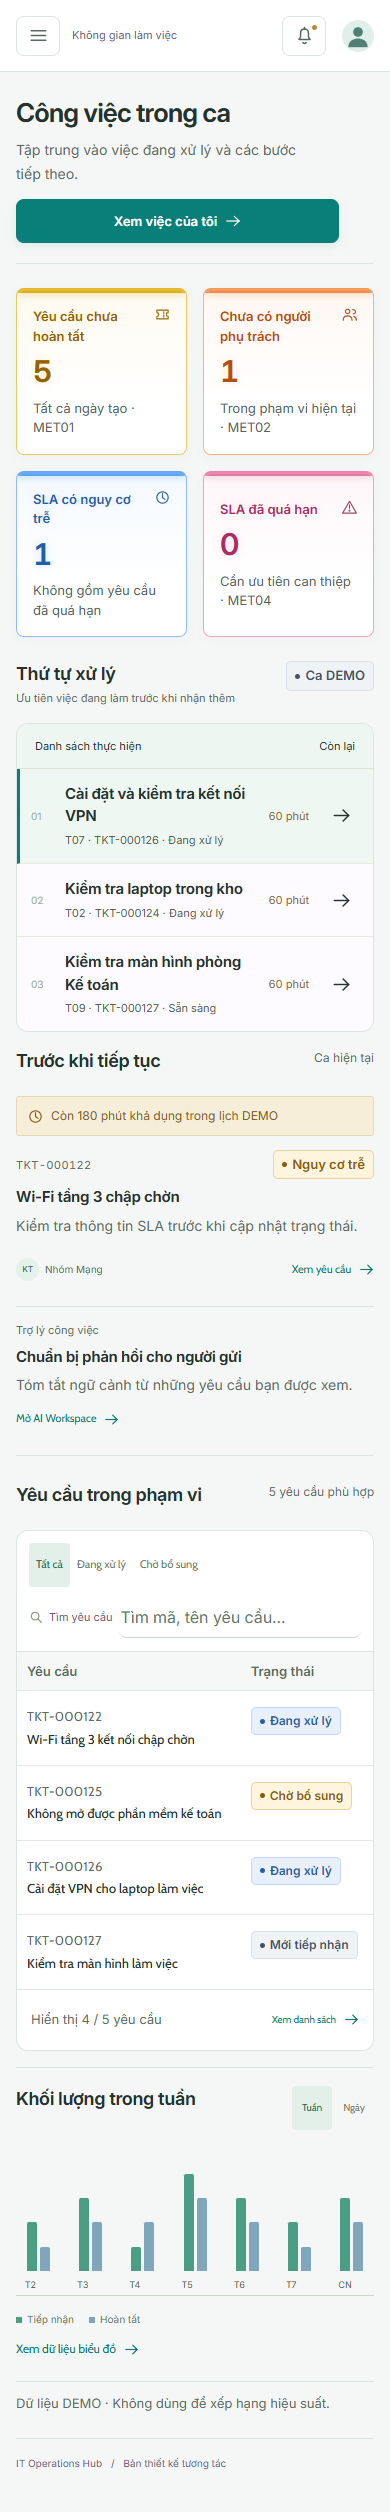 Không gian làm việc
Công việc trong ca
Tập trung vào việc đang xử lý và các bước
tiếp theo.
Xem việc của tôi →
Yêu cầu chưa
hoàn tất
5
Tất cả ngày tạo ·
MET01
Chưa có người
phụ trách
1
Trong phạm vi hiện tại
· MET02
SLA có nguy cơ
trễ
1
Không gồm yêu cầu
đã quá hạn
SLA đã quá hạn
0
Cần ưu tiên can thiệp
· MET04
Thứ tự xử lý
Ca DEMO
Ưu tiên việc đang làm trước khi nhận thêm
Danh sách thực hiện Còn lại
01
Cài đặt và kiểm tra kết nối
VPN
T07 · TKT-000126 · Đang xử lý
60 phút →
02
Kiểm tra laptop trong kho
T02 · TKT-000124 · Đang xử lý
60 phút →
03
Kiểm tra màn hình phòng
Kế toán
T09 · TKT-000127 · Sẵn sàng
60 phút →
Trước khi tiếp tục Ca hiện tại
Còn 180 phút khả dụng trong lịch DEMO
TKT-000122 Nguy cơ trễ
Wi-Fi tầng 3 chập chờn
Kiểm tra thông tin SLA trước khi cập nhật trạng thái.
KT Nhóm Mạng Xem yêu cầu →
Trợ lý công việc
Chuẩn bị phản hồi cho người gửi
Tóm tắt ngữ cảnh từ những yêu cầu bạn được xem.
Mở AI Workspace →
Yêu cầu trong phạm vi 5 yêu cầu phù hợp
Tất cả Đang xử lý Chờ bổ sung
Tìm yêu cầu Tìm mã, tên yêu cầu...
Yêu cầu Trạng thái
TKT-000122
Wi-Fi tầng 3 kết nối chập chờn
Đang xử lý
TKT-000125
Không mở được phần mềm kế toán
Chờ bổ sung
TKT-000126
Cài đặt VPN cho laptop làm việc
Đang xử lý
TKT-000127
Kiểm tra màn hình làm việc
Mới tiếp nhận
Hiển thị 4 / 5 yêu cầu Xem danh sách →
Khối lượng trong tuần Tuần Ngày
T2 T3 T4 T5 T6 T7 CN
Tiếp nhận Hoàn tất
Xem dữ liệu biểu đồ →
Dữ liệu DEMO · Không dùng để xếp hạng hiệu suất.
IT Operations Hub / Bản thiết kế tương tác